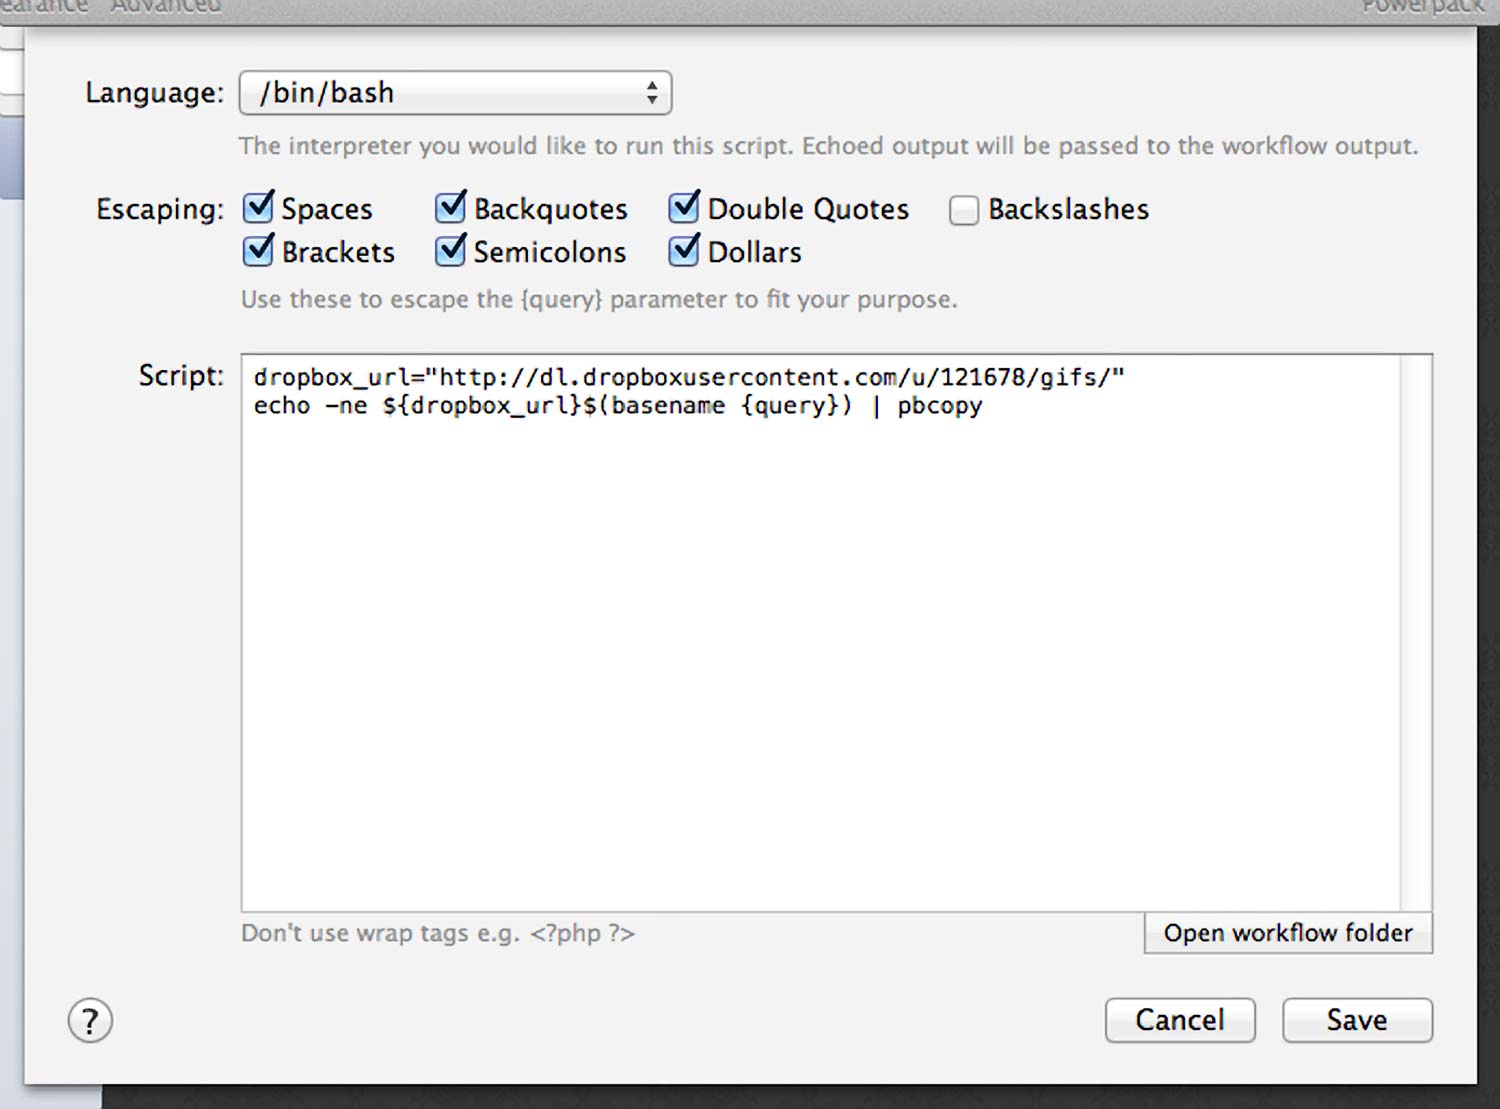 Advanced Powerpack
Language: /bin/bash
The interpreter you would like to run this script. Echoed output will be passed to the workflow output.
Escaping: Spaces Backquotes Double Quotes Backslashes
Brackets Semicolons Dollars
Use these to escape the {query} parameter to fit your purpose.
Script: dropbox_url="http://dl.dropboxusercontent.com/u/121678/gifs/"
echo -ne ${dropbox_url}$(basename {query}) | pbcopy
Don't use wrap tags e.g. <?php ?>
Open workflow folder
? Cancel Save